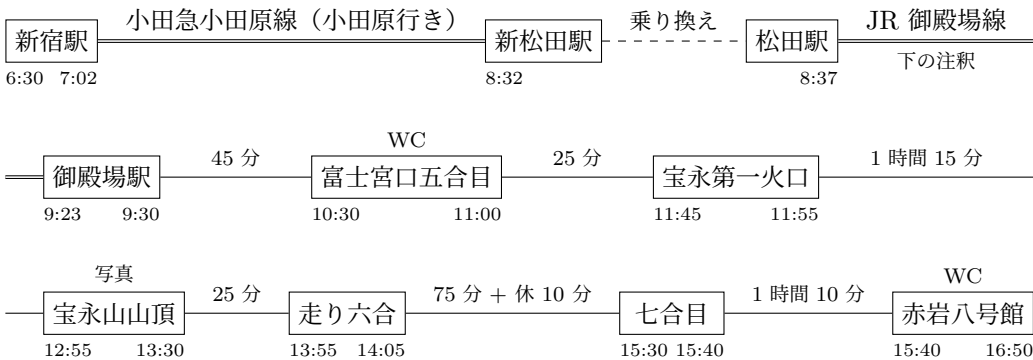 小田急小田原線（小田原行き） 乗り換え JR 御殿場線
新宿駅 新松田駅 松田駅
下の注釈
6:30 7:02 8:32 8:37
WC
45 分 25 分 1 時間 15 分
御殿場駅 富士宮口五合目 宝永第一火口
9:23 9:30 10:30 11:00 11:45 11:55
写真 WC
25 分 75 分 + 休 10 分 1 時間 10 分
宝永山山頂 走り六合 七合目 赤岩八号館
12:55 13:30 13:55 14:05 15:30 15:40 15:40 16:50